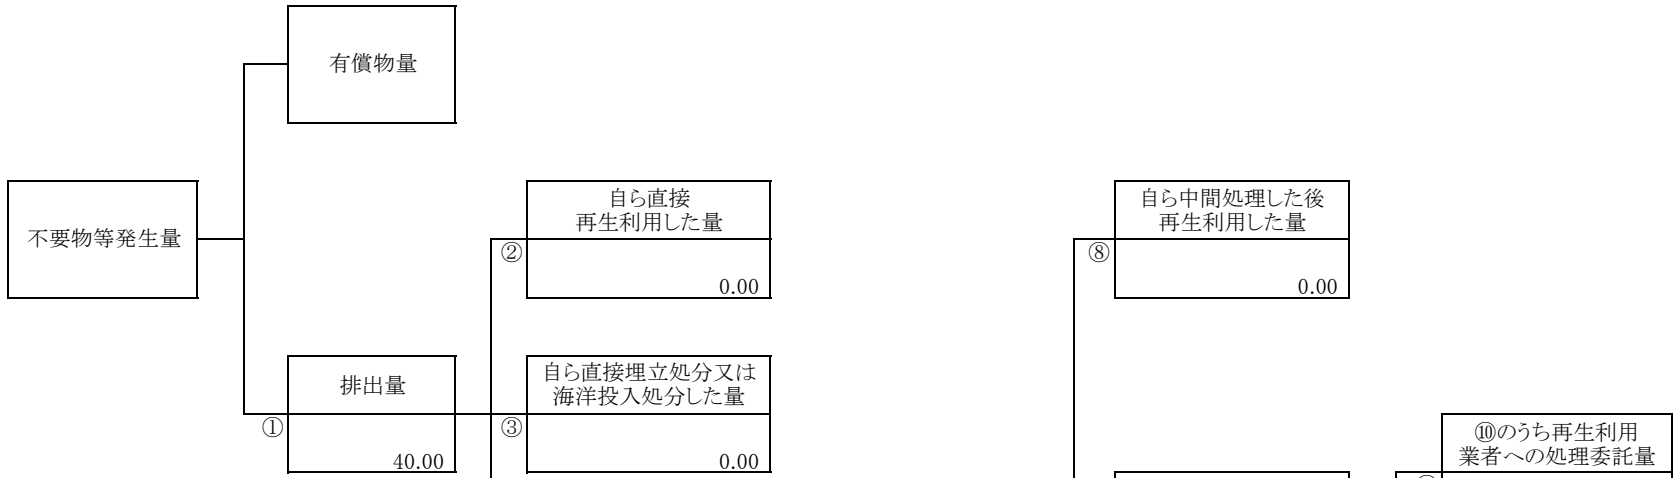 有償物量
不要物等発生量
自ら直接
再生利用した量
②
0.00
自ら中間処理した後
再生利用した量
⑧
0.00
排出量
①
40.00
自ら直接埋立処分又は
海洋投入処分した量
③
0.00
⑩のうち再生利用
業者への処理委託量